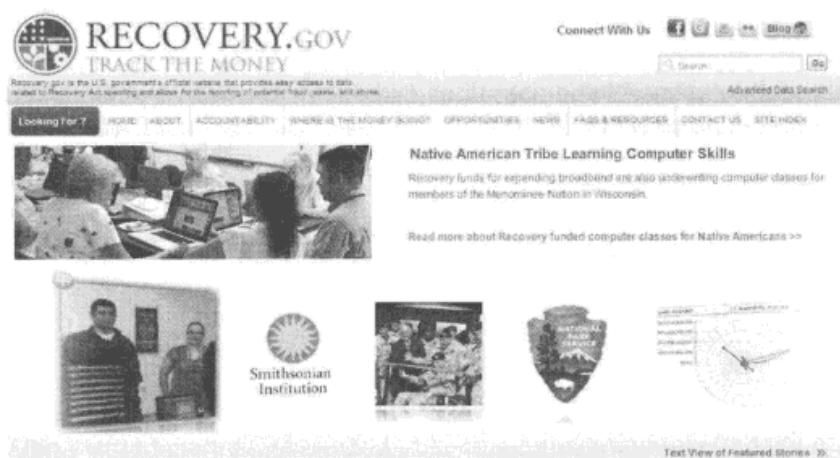 RECOVERY.GOV
TRACK THE MONEY
Connect With Us
Blog
Search
Go
Recovery.gov is the U.S. government's official website that provides easy access to data
related to Recovery Act spending and allows for the reporting of potential fraud, waste, and abuse.
Advanced Data Search
Looking For ? HOME ABOUT ACCOUNTABILITY WHERE IS THE MONEY GOING? OPPORTUNITIES NEWS FAQS & RESOURCES CONTACT US SITE INDEX
Native American Tribe Learning Computer Skills
Recovery funds for expending broadband are also underwriting computer classes for
members of the Menominee Nation in Wisconsin.
Read more about Recovery funded computer classes for Native Americans >>
Smithsonian
Institution
NATIONAL
PARK
SERVICE
Text View of Featured Stories